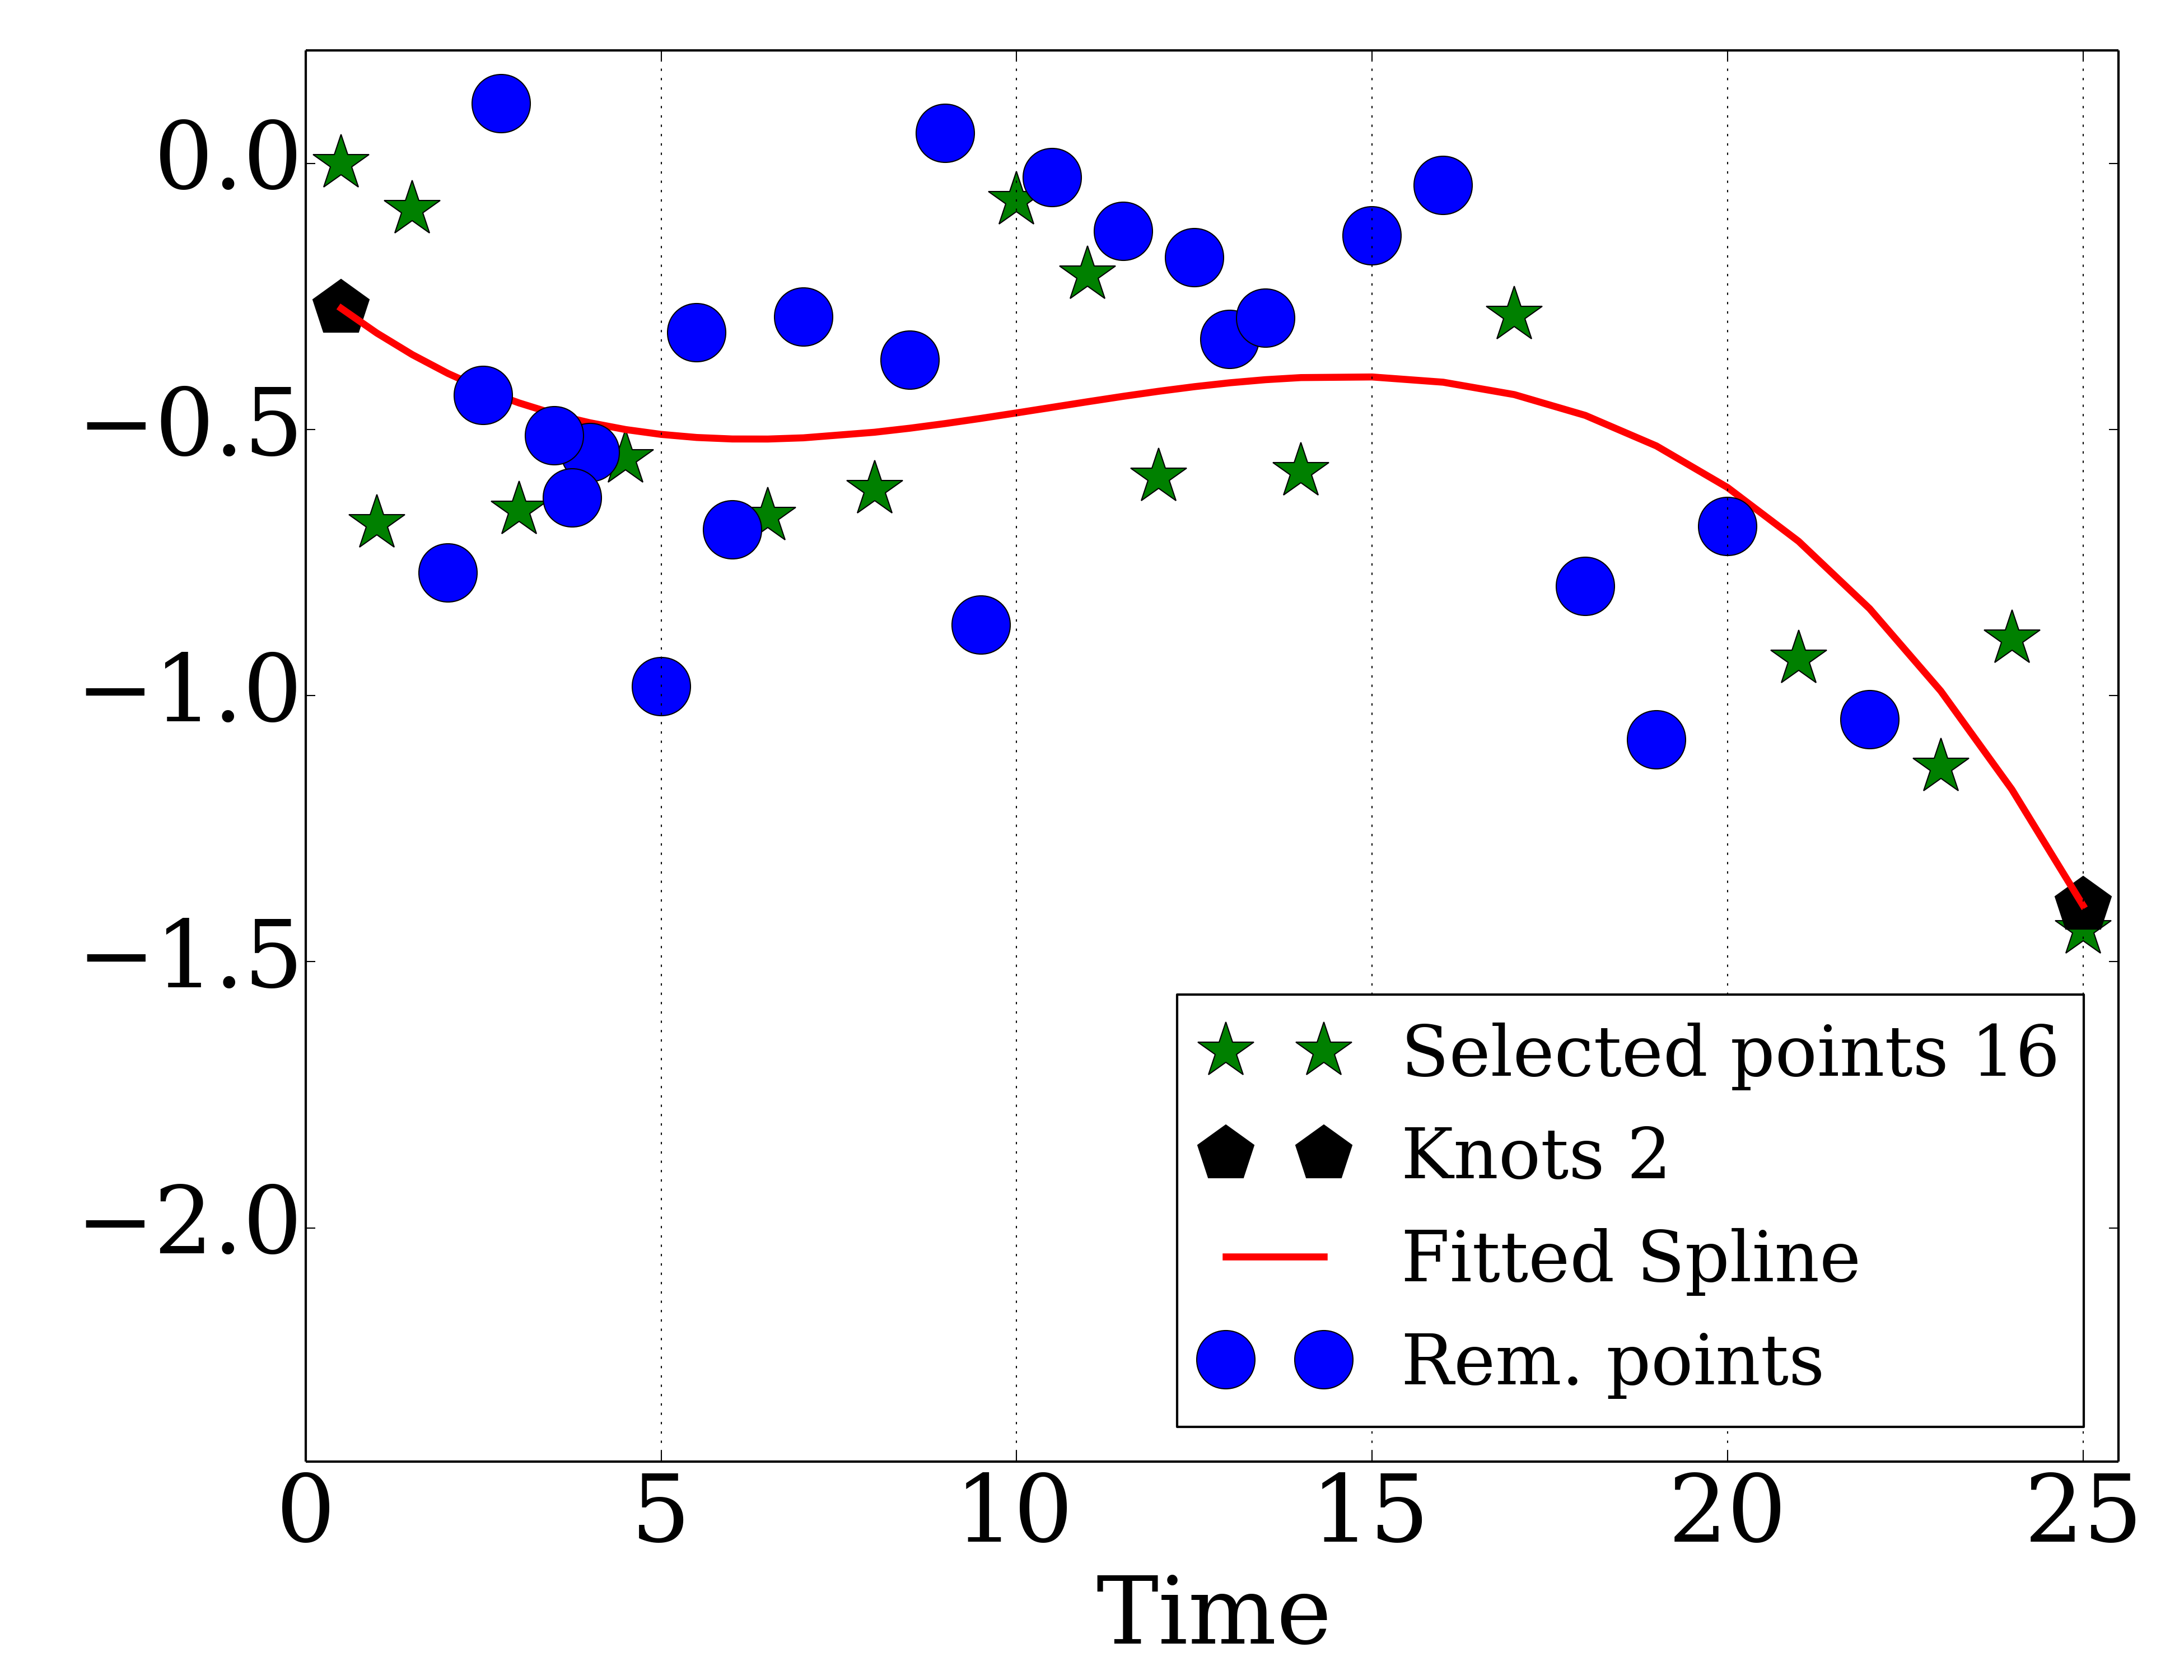 0.0
−0.5
−1.0
−1.5
−2.0
Selected points 16
Knots 2
Fitted Spline
Rem. points
0 5 10 15 20 25
Time